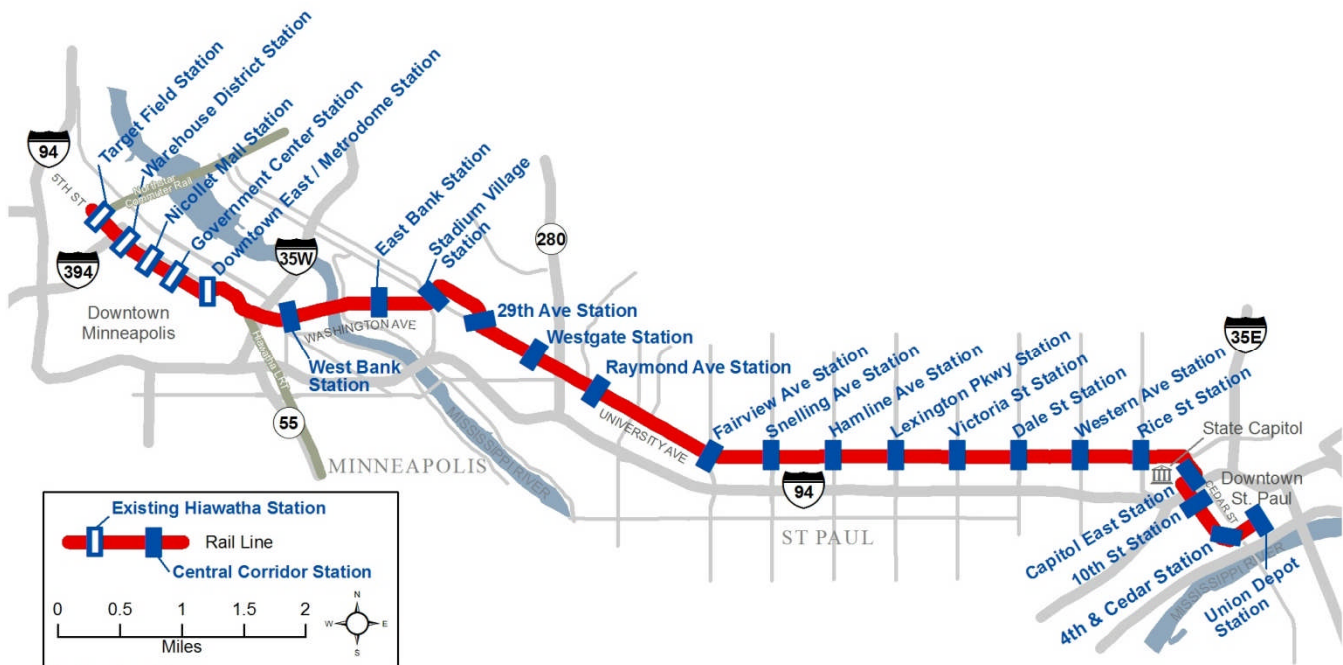 94
5TH ST
Target Field Station
Warehouse District Station
Nicollet Mall Station
Government Center Station
Downtown East / Metrodome Station
Northstar
Commuter Rail
394
Downtown
Minneapolis
35W
East Bank Station
Stadium Village
Station
280
WASHINGTON AVE
West Bank
Station
Hiawatha LRT
55
29th Ave Station
Westgate Station
Raymond Ave Station
UNIVERSITY AVE
MISSISSIPPI RIVER
MINNEAPOLIS
Fairview Ave Station
Snelling Ave Station
Hamline Ave Station
Lexington Pkwy Station
Victoria St Station
Dale St Station
Western Ave Station
Rice St Station
35E
State Capitol
94
ST PAUL
Downtown
St. Paul
CEDAR ST
Capitol East Station
10th St Station
4th & Cedar Station
Union Depot
Station
MISSISSIPPI RIVER
Existing Hiawatha Station
Rail Line
Central Corridor Station
0 0.5 1 1.5 2
Miles
N
W E
S